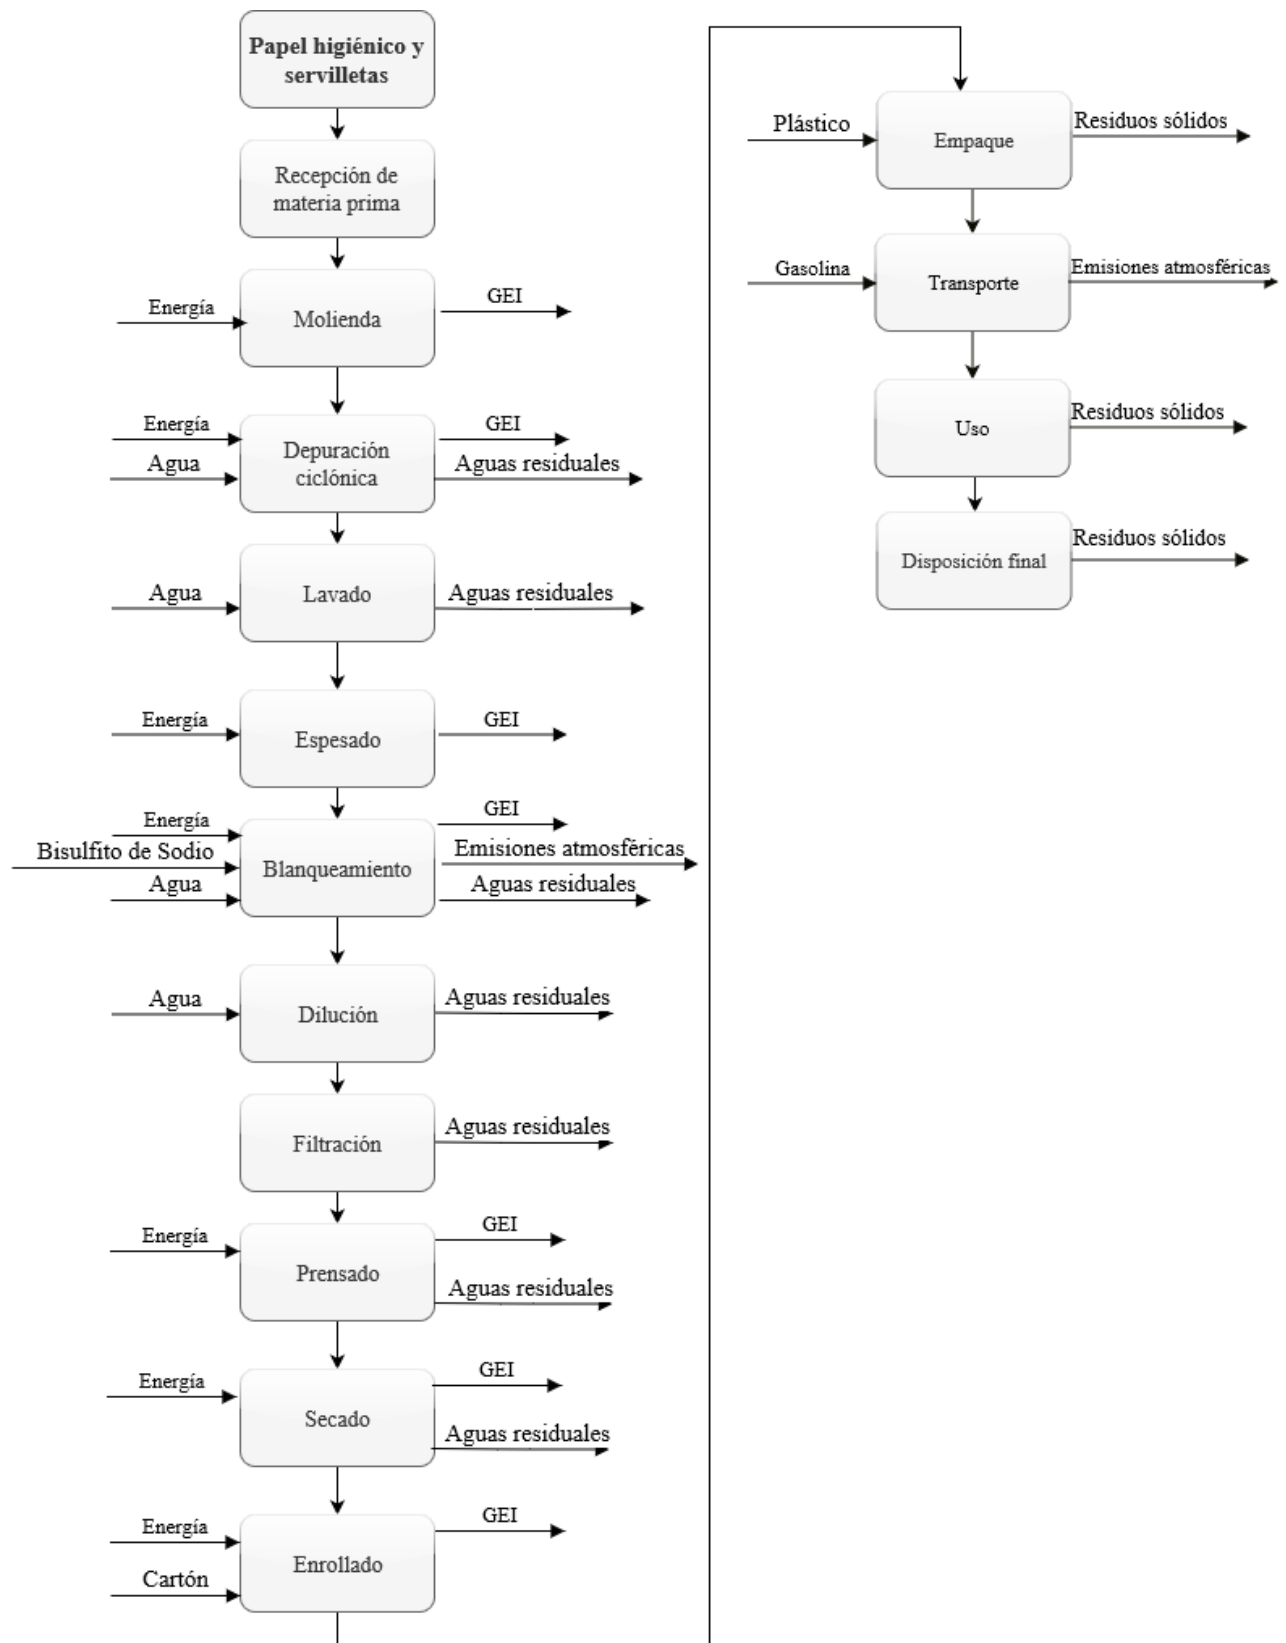 Papel higiénico y
servilletas
Recepción de
materia prima
Energía
Molienda
GEI
Energía
Agua
Depuración
ciclónica
GEI
Aguas residuales
Agua
Lavado
Aguas residuales
Energía
Espesado
GEI
Energía
Bisulfito de Sodio
Agua
Blanqueamiento
GEI
Emisiones atmosféricas
Aguas residuales
Agua
Dilución
Aguas residuales
Filtración
Aguas residuales
Energía
Prensado
GEI
Aguas residuales
Energía
Secado
GEI
Aguas residuales
Energía
Cartón
Enrollado
GEI
Plástico
Empaque
Residuos sólidos
Gasolina
Transporte
Emisiones atmosféricas
Uso
Residuos sólidos
Disposición final
Residuos sólidos